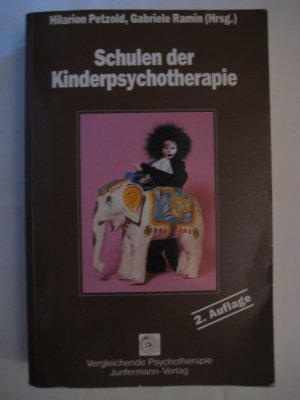 Hilarion Petzold, Gabriele Ramin (Hrsg.)
Schulen der
Kinderpsychotherapie
2. Auflage
Vergleichende Psychotherapie
Junfermann-Verlag